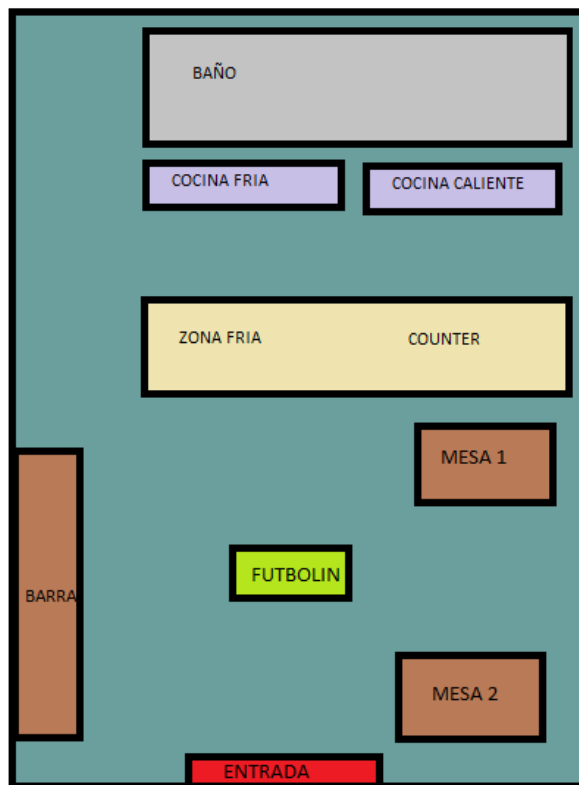 BAÑO
COCINA FRIA
COCINA CALIENTE
ZONA FRIA
COUNTER
MESA 1
FUTBOLIN
BARRA
MESA 2
ENTRADA